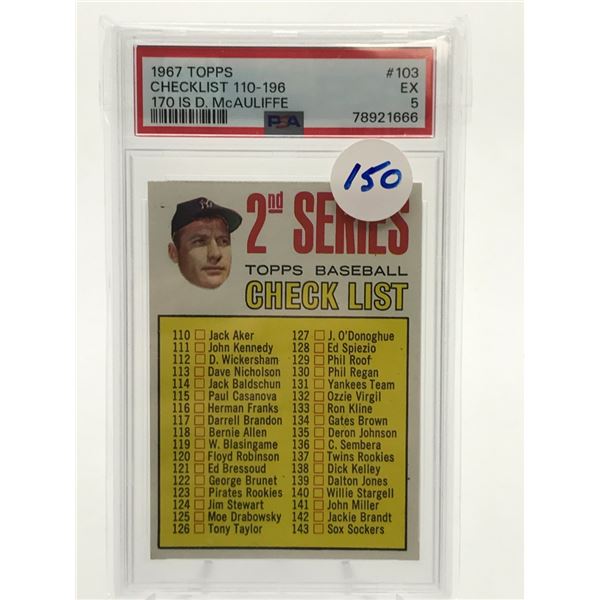 1967 TOPPS #103
CHECKLIST 110-196 EX
170 IS D. McAULIFFE 5
PSA 78921666
150
2nd SERIES
TOPPS BASEBALL
CHECK LIST
110 Jack Aker
111 John Kennedy
112 D. Wickersham
113 Dave Nicholson
114 Jack Baldschun
115 Paul Casanova
116 Herman Franks
117 Darrell Brandon
118 Bernie Allen
119 W. Blasingame
120 Floyd Robinson
121 Ed Bressoud
122 George Brunet
123 Pirates Rookies
124 Jim Stewart
125 Moe Drabowsky
126 Tony Taylor
127 J. O'Donoghue
128 Ed Spiezio
129 Phil Roof
130 Phil Regan
131 Yankees Team
132 Ozzie Virgil
133 Ron Kline
134 Gates Brown
135 Deron Johnson
136 C. Sembera
137 Twins Rookies
138 Dick Kelley
139 Dalton Jones
140 Willie Stargell
141 John Miller
142 Jackie Brandt
143 Sox Sockers